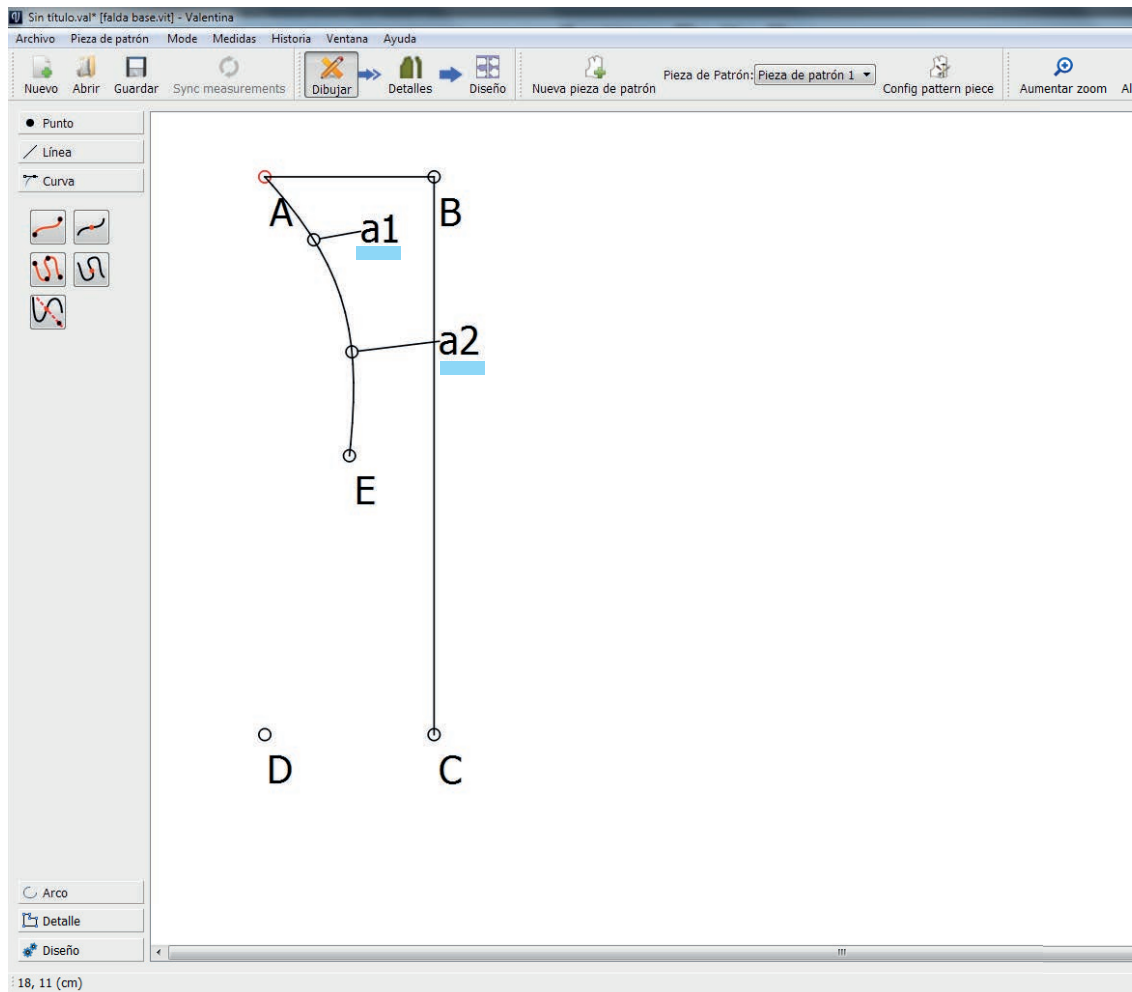 Sin título.val* [falda base.vit] - Valentina
Archivo Pieza de patrón Mode Medidas Historia Ventana Ayuda
Nuevo Abrir Guardar Sync measurements Dibujar Detalles Diseño Nueva pieza de patrón Pieza de Patrón: Pieza de patrón 1 Config pattern piece Aumentar zoom Al
Punto
Línea
Curva
A B
a1
a2
E
D C
Arco
Detalle
Diseño
18, 11 (cm)